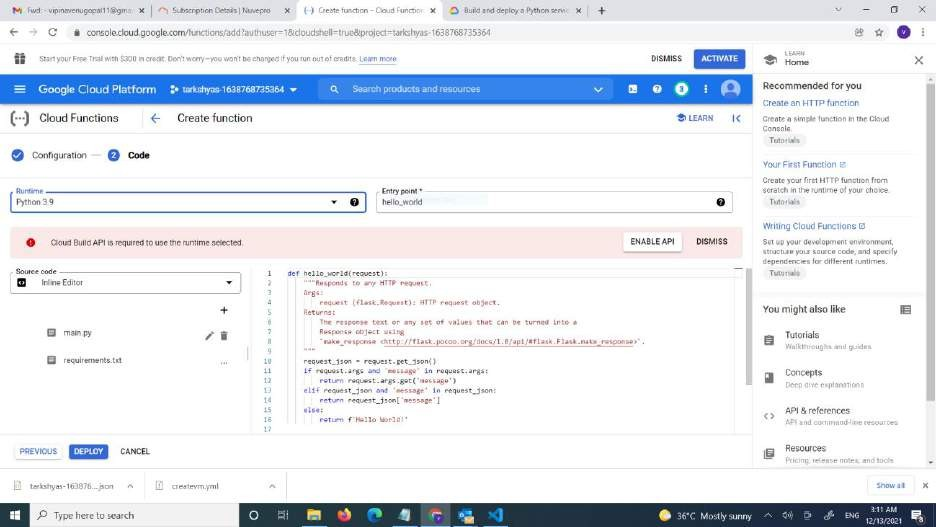 Fwd: - vipinavenugopal11@gma
Subscription Details | Nuvepro
Create function – Cloud Function
Build and deploy a Python servic
console.cloud.google.com/functions/add?authuser=1&cloudshell=true&project=tarkshyas-1638768735364
V
Start your Free Trial with $300 in credit. Don't worry—you won't be charged if you run out of credits. Learn more
DISMISS
ACTIVATE
Google Cloud Platform
tarkshyas-1638768735364
Search products and resources
3
Cloud Functions
Create function
LEARN
Configuration
2 Code
Runtime
Python 3.9
Entry point *
hello_world
Cloud Build API is required to use the runtime selected.
ENABLE API
DISMISS
Source code
Inline Editor
main.py
requirements.txt
1 def hello_world(request):
2 """Responds to any HTTP request.
3 Args:
4 request (flask.Request): HTTP request object.
5 Returns:
6 The response text or any set of values that can be turned into a
7 Response object using
8 `make_response <http://flask.pocoo.org/docs/1.0/api/#flask.Flask.make_response>`.
9 """
10 request_json = request.get_json()
11 if request.args and 'message' in request.args:
12 return request.args.get('message')
13 elif request_json and 'message' in request_json:
14 return request_json['message']
15 else:
16 return f'Hello World!'
17
PREVIOUS
DEPLOY
CANCEL
LEARN
Home
Recommended for you
Create an HTTP function
Create a simple function in the Cloud
Console.
Tutorials
Your First Function
Create your first HTTP function from
scratch in the runtime of your choice.
Tutorials
Writing Cloud Functions
Set up your development environment,
structure your source code, and specify
dependencies for different runtimes.
Tutorials
You might also like
Tutorials
Walkthroughs and guides
Concepts
Deep dive explanations
API & references
API and command-line resources
Resources
Pricing, release notes, and tools
tarkshyas-163876....json
createvm.yml
Show all
Type here to search
36°C Mostly sunny
ENG
3:11 AM
12/13/2021
8